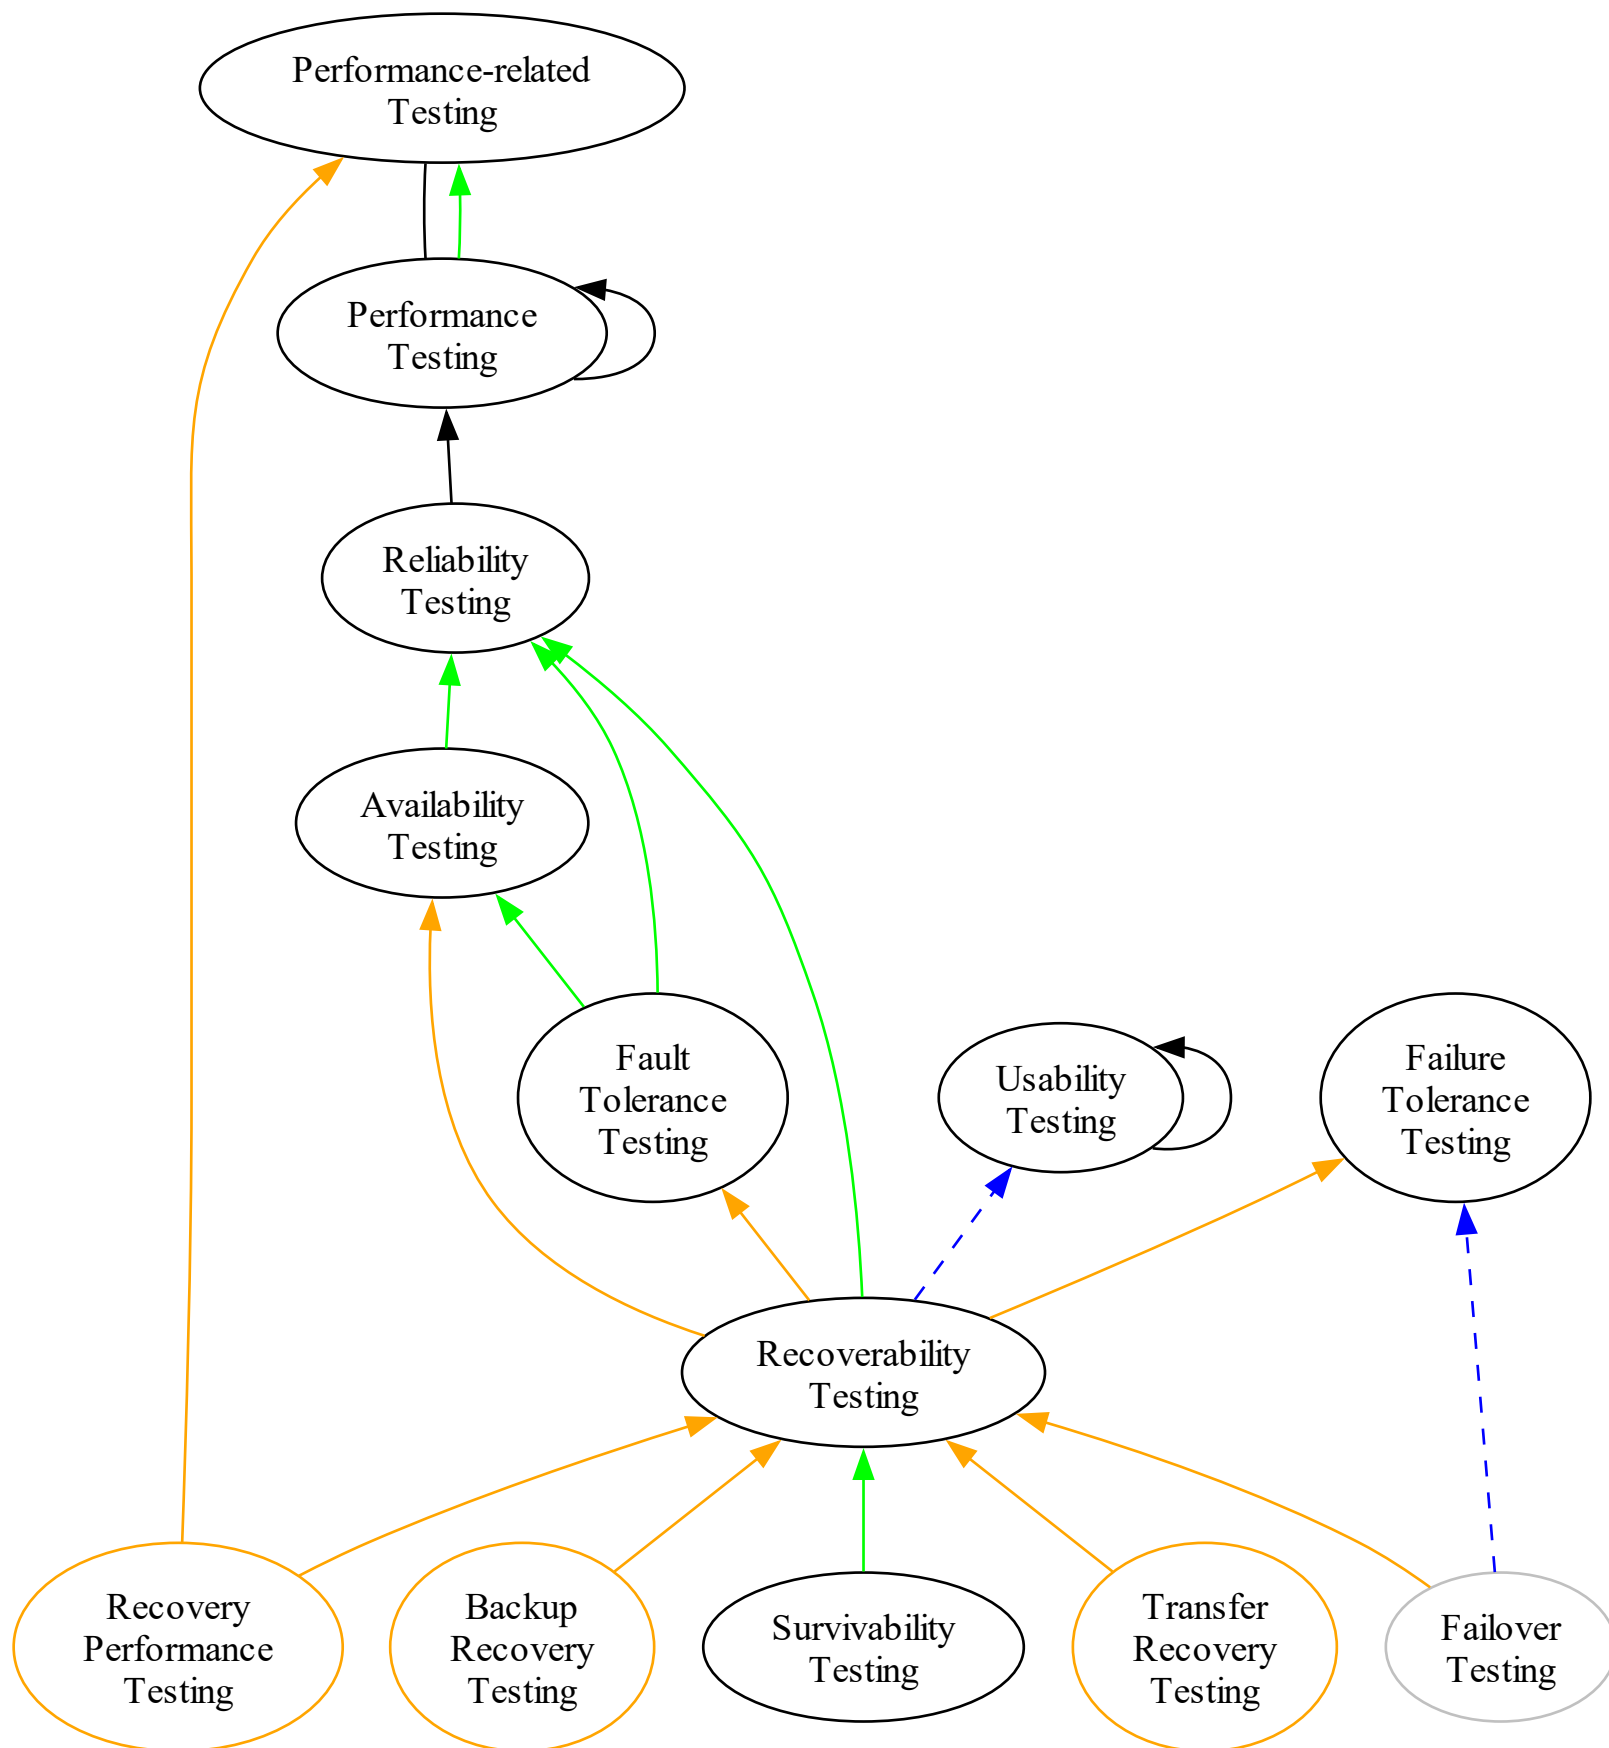 Performance-related
Testing
Performance
Testing
Reliability
Testing
Availability
Testing
Fault
Tolerance
Testing
Usability
Testing
Failure
Tolerance
Testing
Recoverability
Testing
Recovery
Performance
Testing
Backup
Recovery
Testing
Survivability
Testing
Transfer
Recovery
Testing
Failover
Testing